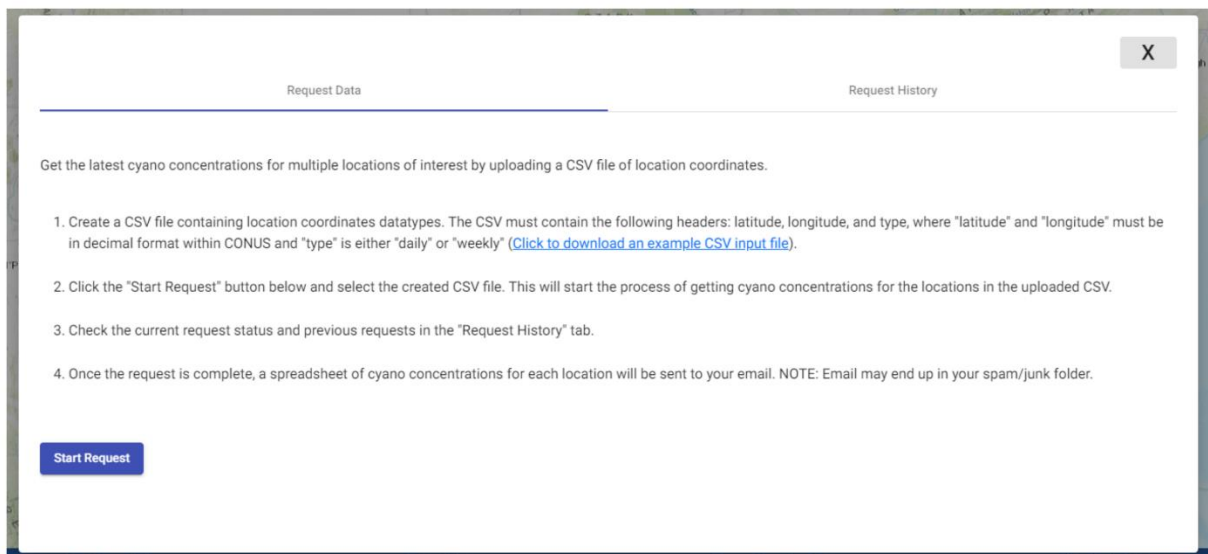 X
Request Data
Request History
Get the latest cyano concentrations for multiple locations of interest by uploading a CSV file of location coordinates.
1. Create a CSV file containing location coordinates datatypes. The CSV must contain the following headers: latitude, longitude, and type, where "latitude" and "longitude" must be
in decimal format within CONUS and "type" is either "daily" or "weekly" (Click to download an example CSV input file).
2. Click the "Start Request" button below and select the created CSV file. This will start the process of getting cyano concentrations for the locations in the uploaded CSV.
3. Check the current request status and previous requests in the "Request History" tab.
4. Once the request is complete, a spreadsheet of cyano concentrations for each location will be sent to your email. NOTE: Email may end up in your spam/junk folder.
Start Request